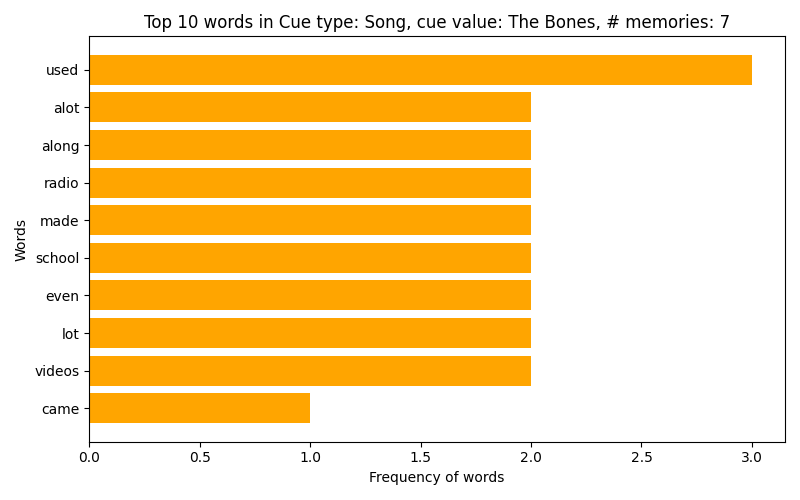 Top 10 words in Cue type: Song, cue value: The Bones, # memories: 7
used
alot
along
radio
made
school
even
lot
videos
came
Words
0.0 0.5 1.0 1.5 2.0 2.5 3.0
Frequency of words